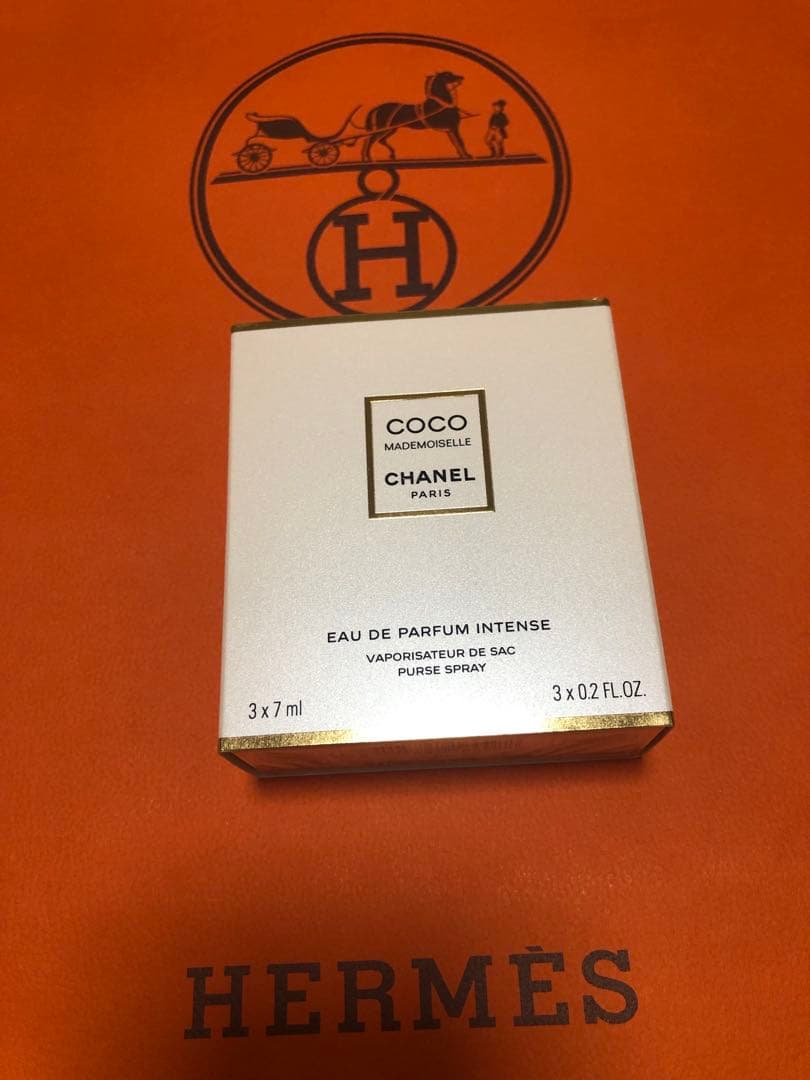 H
COCO
MADEMOISELLE
CHANEL
PARIS
EAU DE PARFUM INTENSE
VAPORISATEUR DE SAC
PURSE SPRAY
3 x 7 ml
3 x 0.2 FL.OZ.
HERMÈS